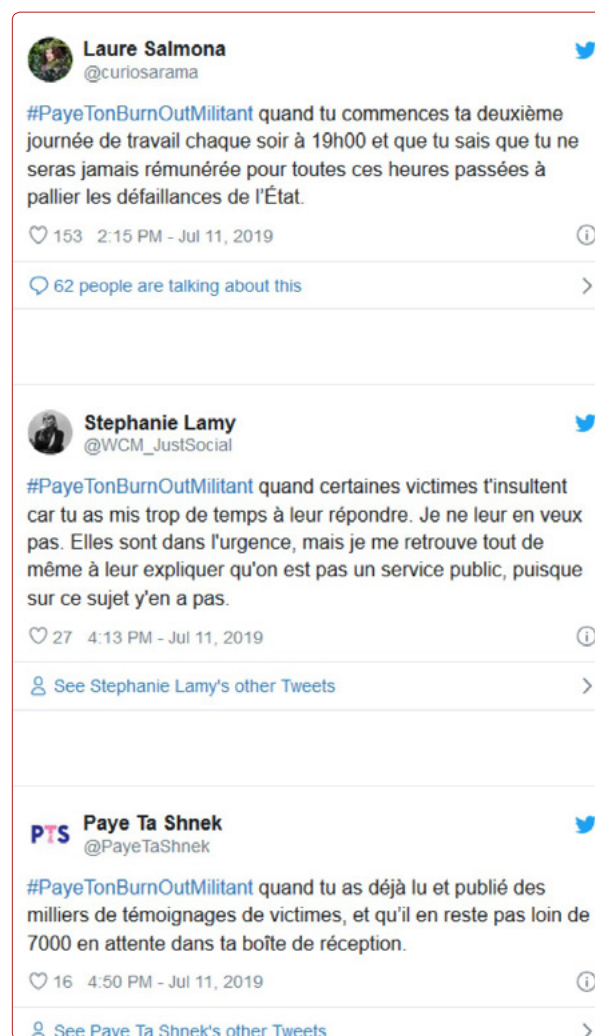 Laure Salmona
@curiosarama
#PayeTonBurnOutMilitant quand tu commences ta deuxième
journée de travail chaque soir à 19h00 et que tu sais que tu ne
seras jamais rémunérée pour toutes ces heures passées à
pallier les défaillances de l'État.
153 2:15 PM - Jul 11, 2019
62 people are talking about this
Stephanie Lamy
@WCM_JustSocial
#PayeTonBurnOutMilitant quand certaines victimes t'insultent
car tu as mis trop de temps à leur répondre. Je ne leur en veux
pas. Elles sont dans l'urgence, mais je me retrouve tout de
même à leur expliquer qu'on est pas un service public, puisque
sur ce sujet y'en a pas.
27 4:13 PM - Jul 11, 2019
See Stephanie Lamy's other Tweets
PTS
Paye Ta Shnek
@PayeTaShnek
#PayeTonBurnOutMilitant quand tu as déjà lu et publié des
milliers de témoignages de victimes, et qu'il en reste pas loin de
7000 en attente dans ta boîte de réception.
16 4:50 PM - Jul 11, 2019
See Paye Ta Shnek's other Tweets